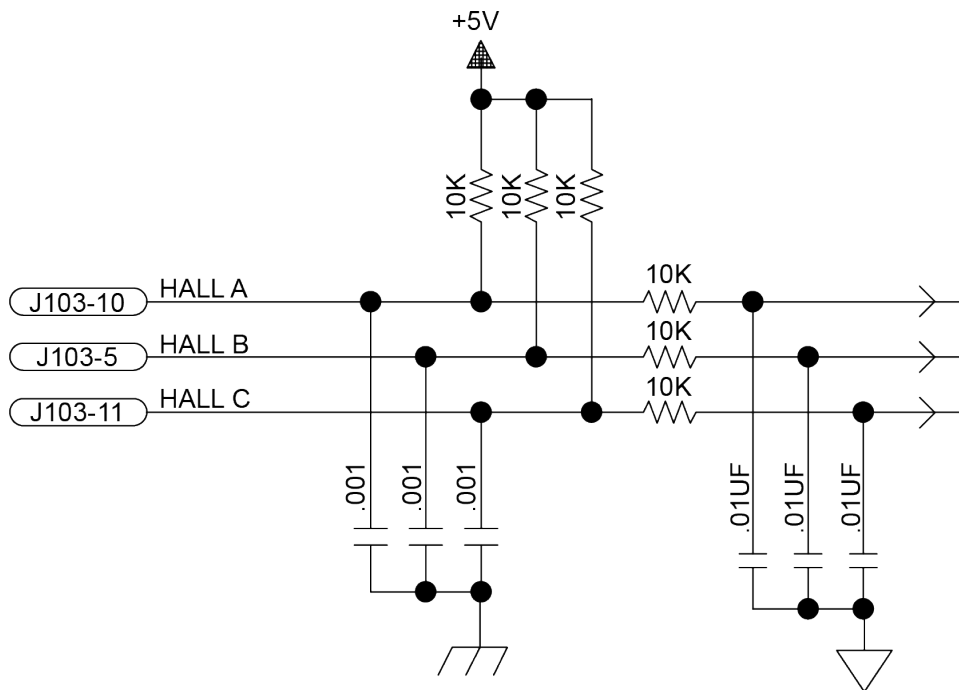 +5V
10K
10K
10K
J103-10
HALL A
10K
J103-5
HALL B
10K
J103-11
HALL C
10K
.001
.001
.001
.01UF
.01UF
.01UF